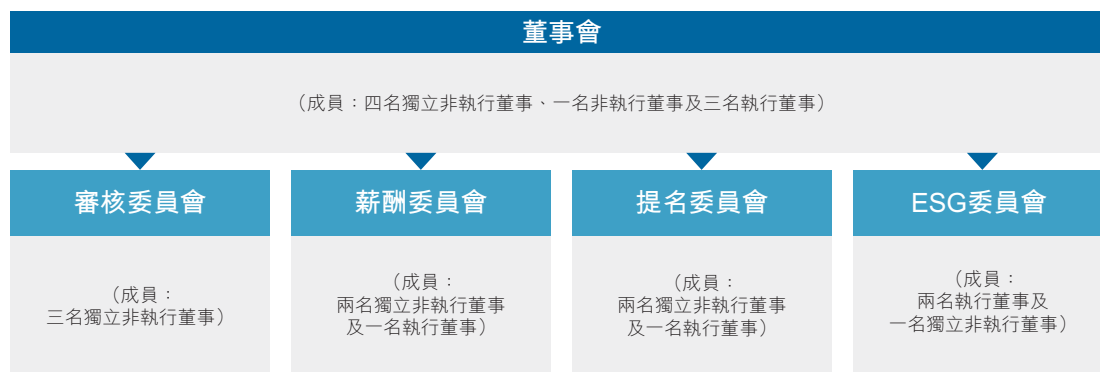 董事會
（成員：四名獨立非執行董事、一名非執行董事及三名執行董事）
審核委員會
（成員：
三名獨立非執行董事）
薪酬委員會
（成員：
兩名獨立非執行董事
及一名執行董事）
提名委員會
（成員：
兩名獨立非執行董事
及一名執行董事）
ESG委員會
（成員：
兩名執行董事及
一名獨立非執行董事）